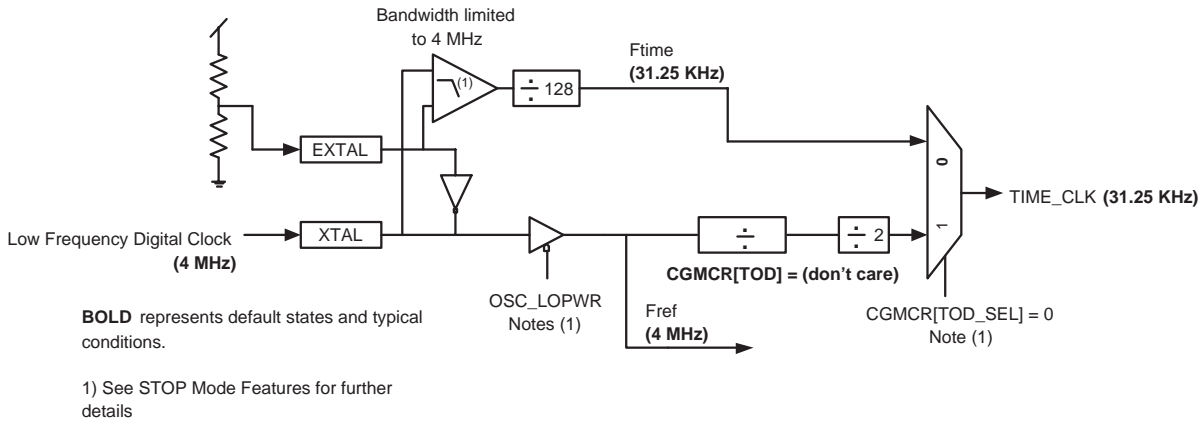 Bandwidth limited
to 4 MHz
Ftime
(31.25 KHz)
(1)
÷ 128
EXTAL
0
TIME_CLK (31.25 KHz)
Low Frequency Digital Clock
(4 MHz)
XTAL
÷
÷ 2
1
CGMCR[TOD] = (don't care)
OSC_LOPWR
Notes (1)
Fref
(4 MHz)
CGMCR[TOD_SEL] = 0
Note (1)
BOLD represents default states and typical
conditions.
1) See STOP Mode Features for further
details